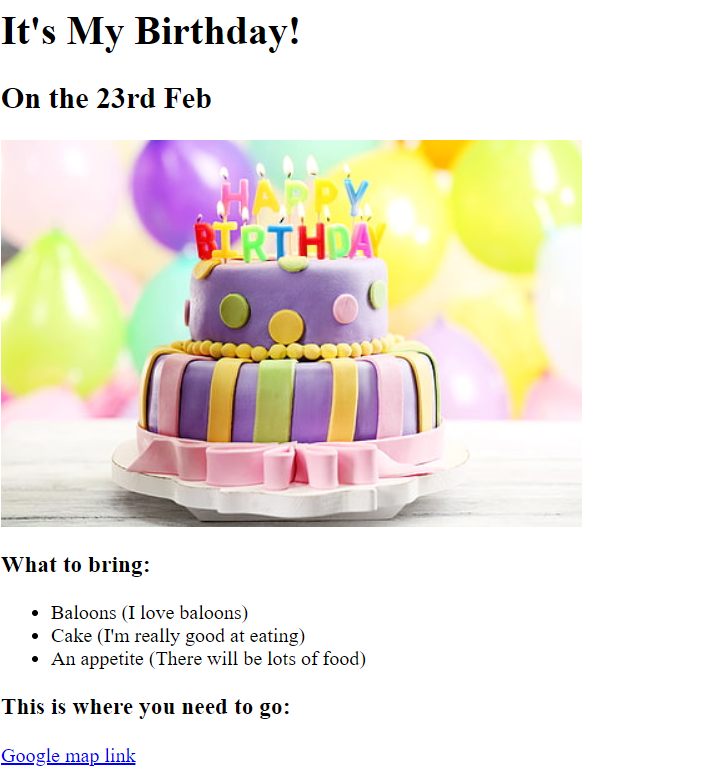 It's My Birthday!
On the 23rd Feb
HAPPY
BIRTHDAY
What to bring:
Baloons (I love baloons)
Cake (I'm really good at eating)
An appetite (There will be lots of food)
This is where you need to go:
Google map link